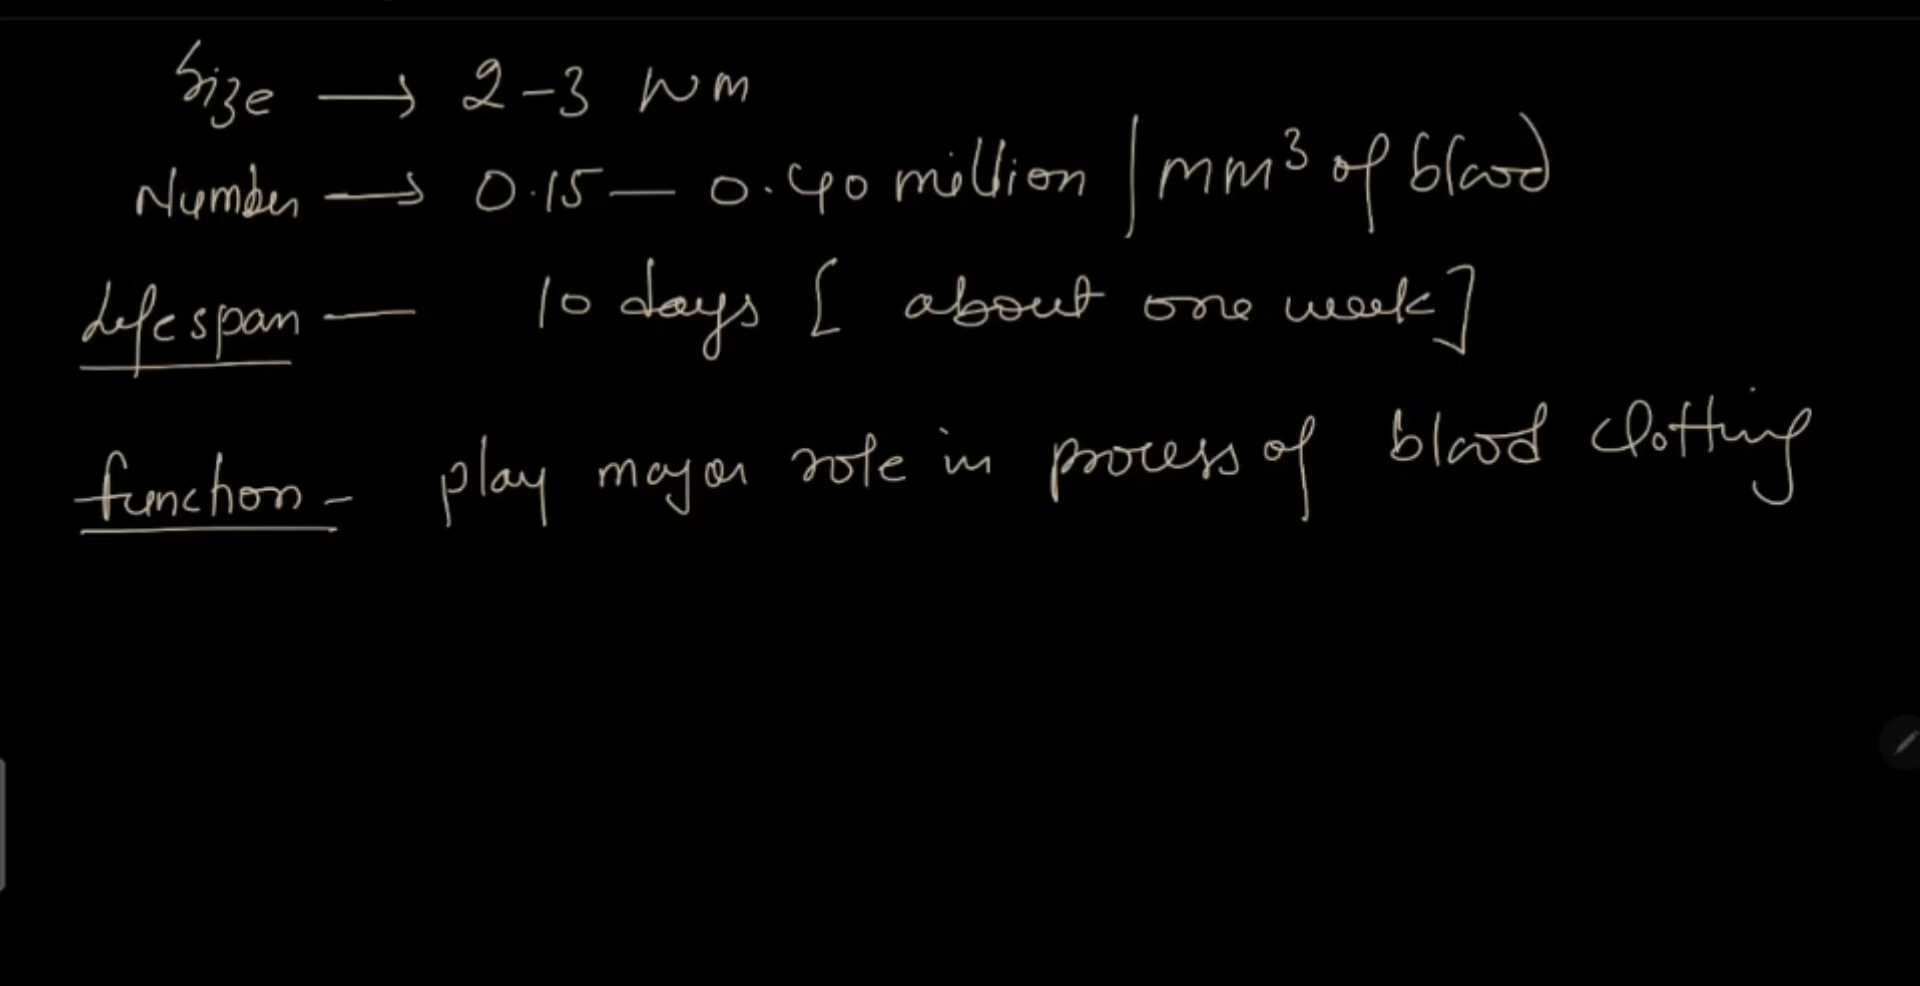 Size → 2-3 μm
Number → 0.15 — 0.40 million / mm³ of blood
Lifespan — 10 days [ about one week ]
function - play major role in process of blood clotting